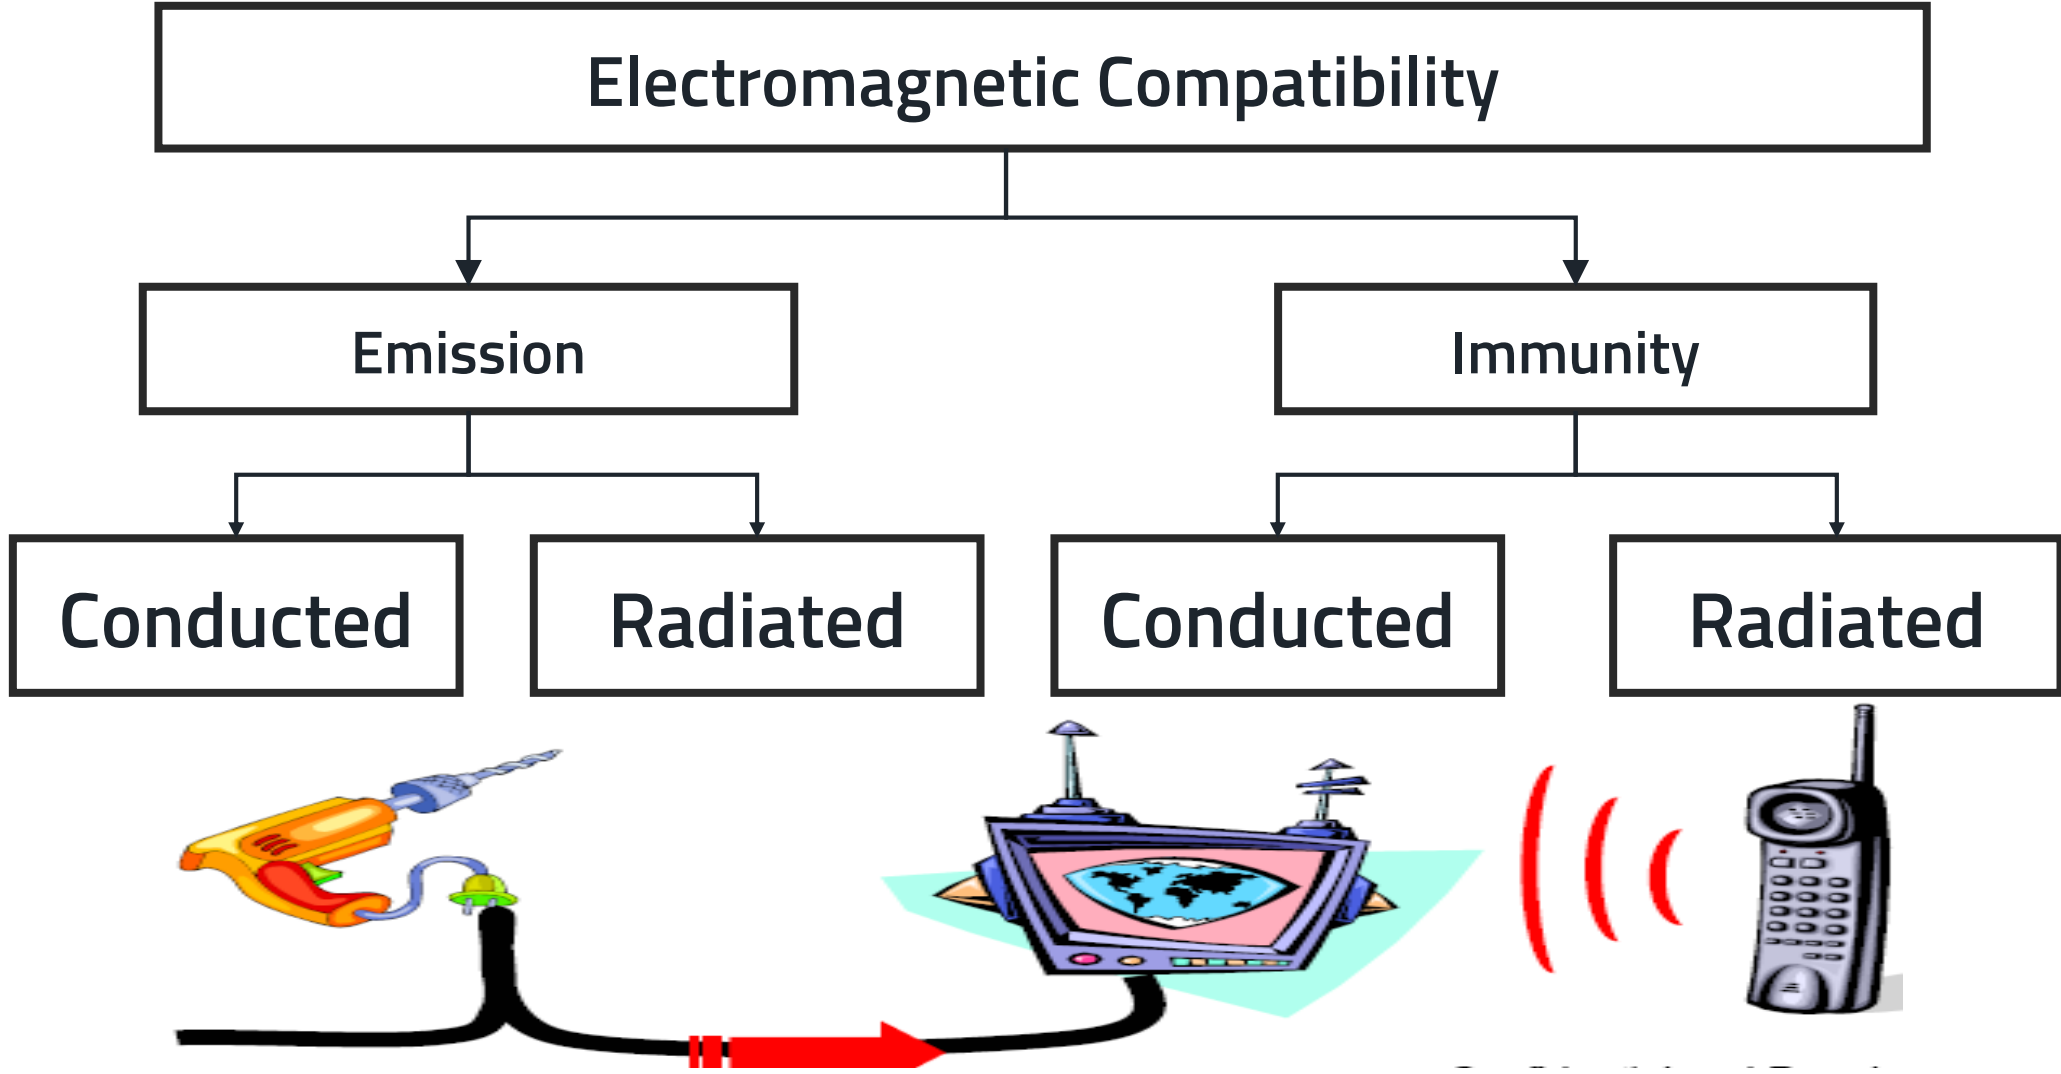 Electromagnetic Compatibility
Emission
Immunity
Conducted
Radiated
Conducted
Radiated